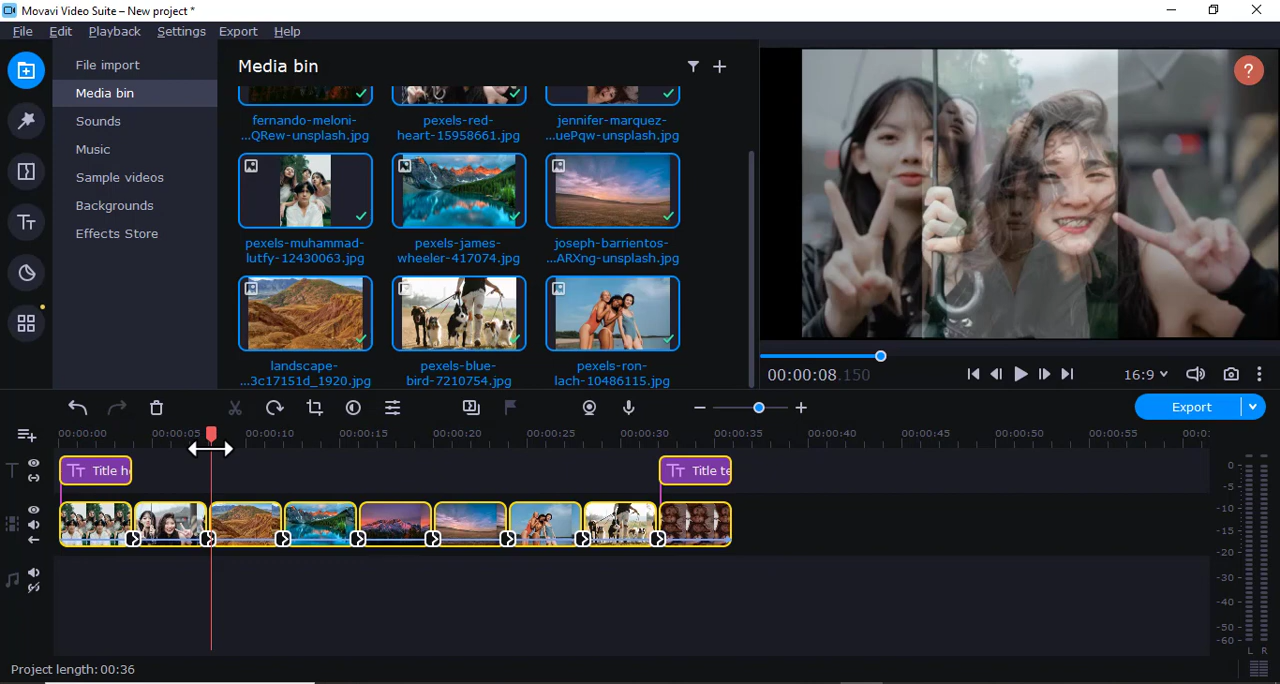 Movavi Video Suite – New project *
File Edit Playback Settings Export Help
File import
Media bin
Sounds
Music
Sample videos
Backgrounds
Effects Store
Media bin
fernando-meloni-
...QRew-unsplash.jpg
pexels-red-
heart-15958661.jpg
jennifer-marquez-
...uePqw-unsplash.jpg
pexels-muhammad-
lutfy-12430063.jpg
pexels-james-
wheeler-417074.jpg
joseph-barrientos-
...ARXng-unsplash.jpg
landscape-
...3c17151d_1920.jpg
pexels-blue-
bird-7210754.jpg
pexels-ron-
lach-10486115.jpg
?
00:00:08.150
16:9
Export
00:00:00 00:00:05 00:00:10 00:00:15 00:00:20 00:00:25 00:00:30 00:00:35 00:00:40 00:00:45 00:00:50 00:00:55 00:0
Tт Title h
Tт Title te
0
-5
-10
-15
-20
-30
-40
-50
-60
L R
Project length: 00:36